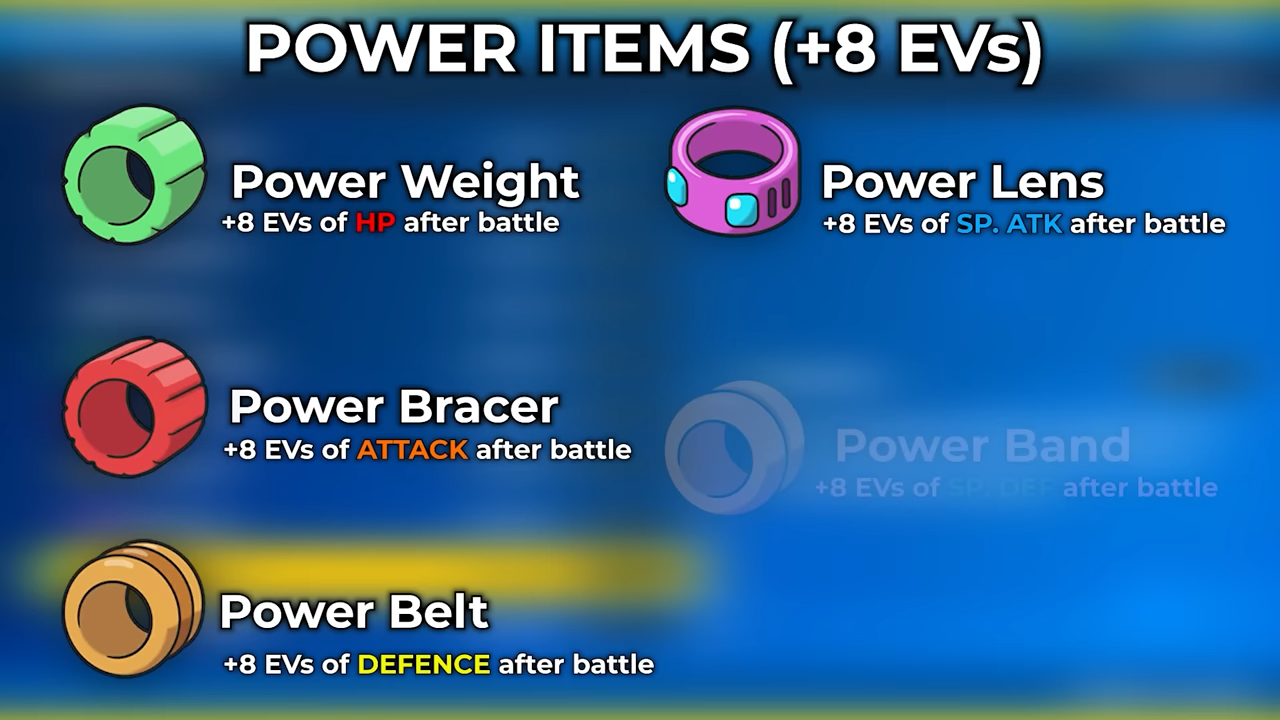 POWER ITEMS (+8 EVs)
Power Weight
+8 EVs of HP after battle
Power Lens
+8 EVs of SP. ATK after battle
Power Bracer
+8 EVs of ATTACK after battle
Power Band
+8 EVs of SP. DEF after battle
Power Belt
+8 EVs of DEFENCE after battle